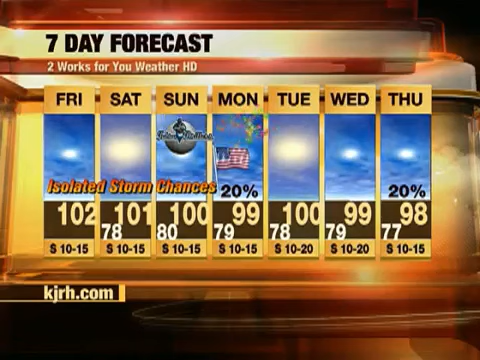 7 DAY FORECAST
2 Works for You Weather HD
FRI SAT SUN MON TUE WED THU
Isolated Storm Chances
20% 20%
102 101 100 99 100 99 98
78 80 79 78 79 77
S 10-15 S 10-15 S 10-15 S 10-15 S 10-20 S 10-20 S 10-15
kjrh.com